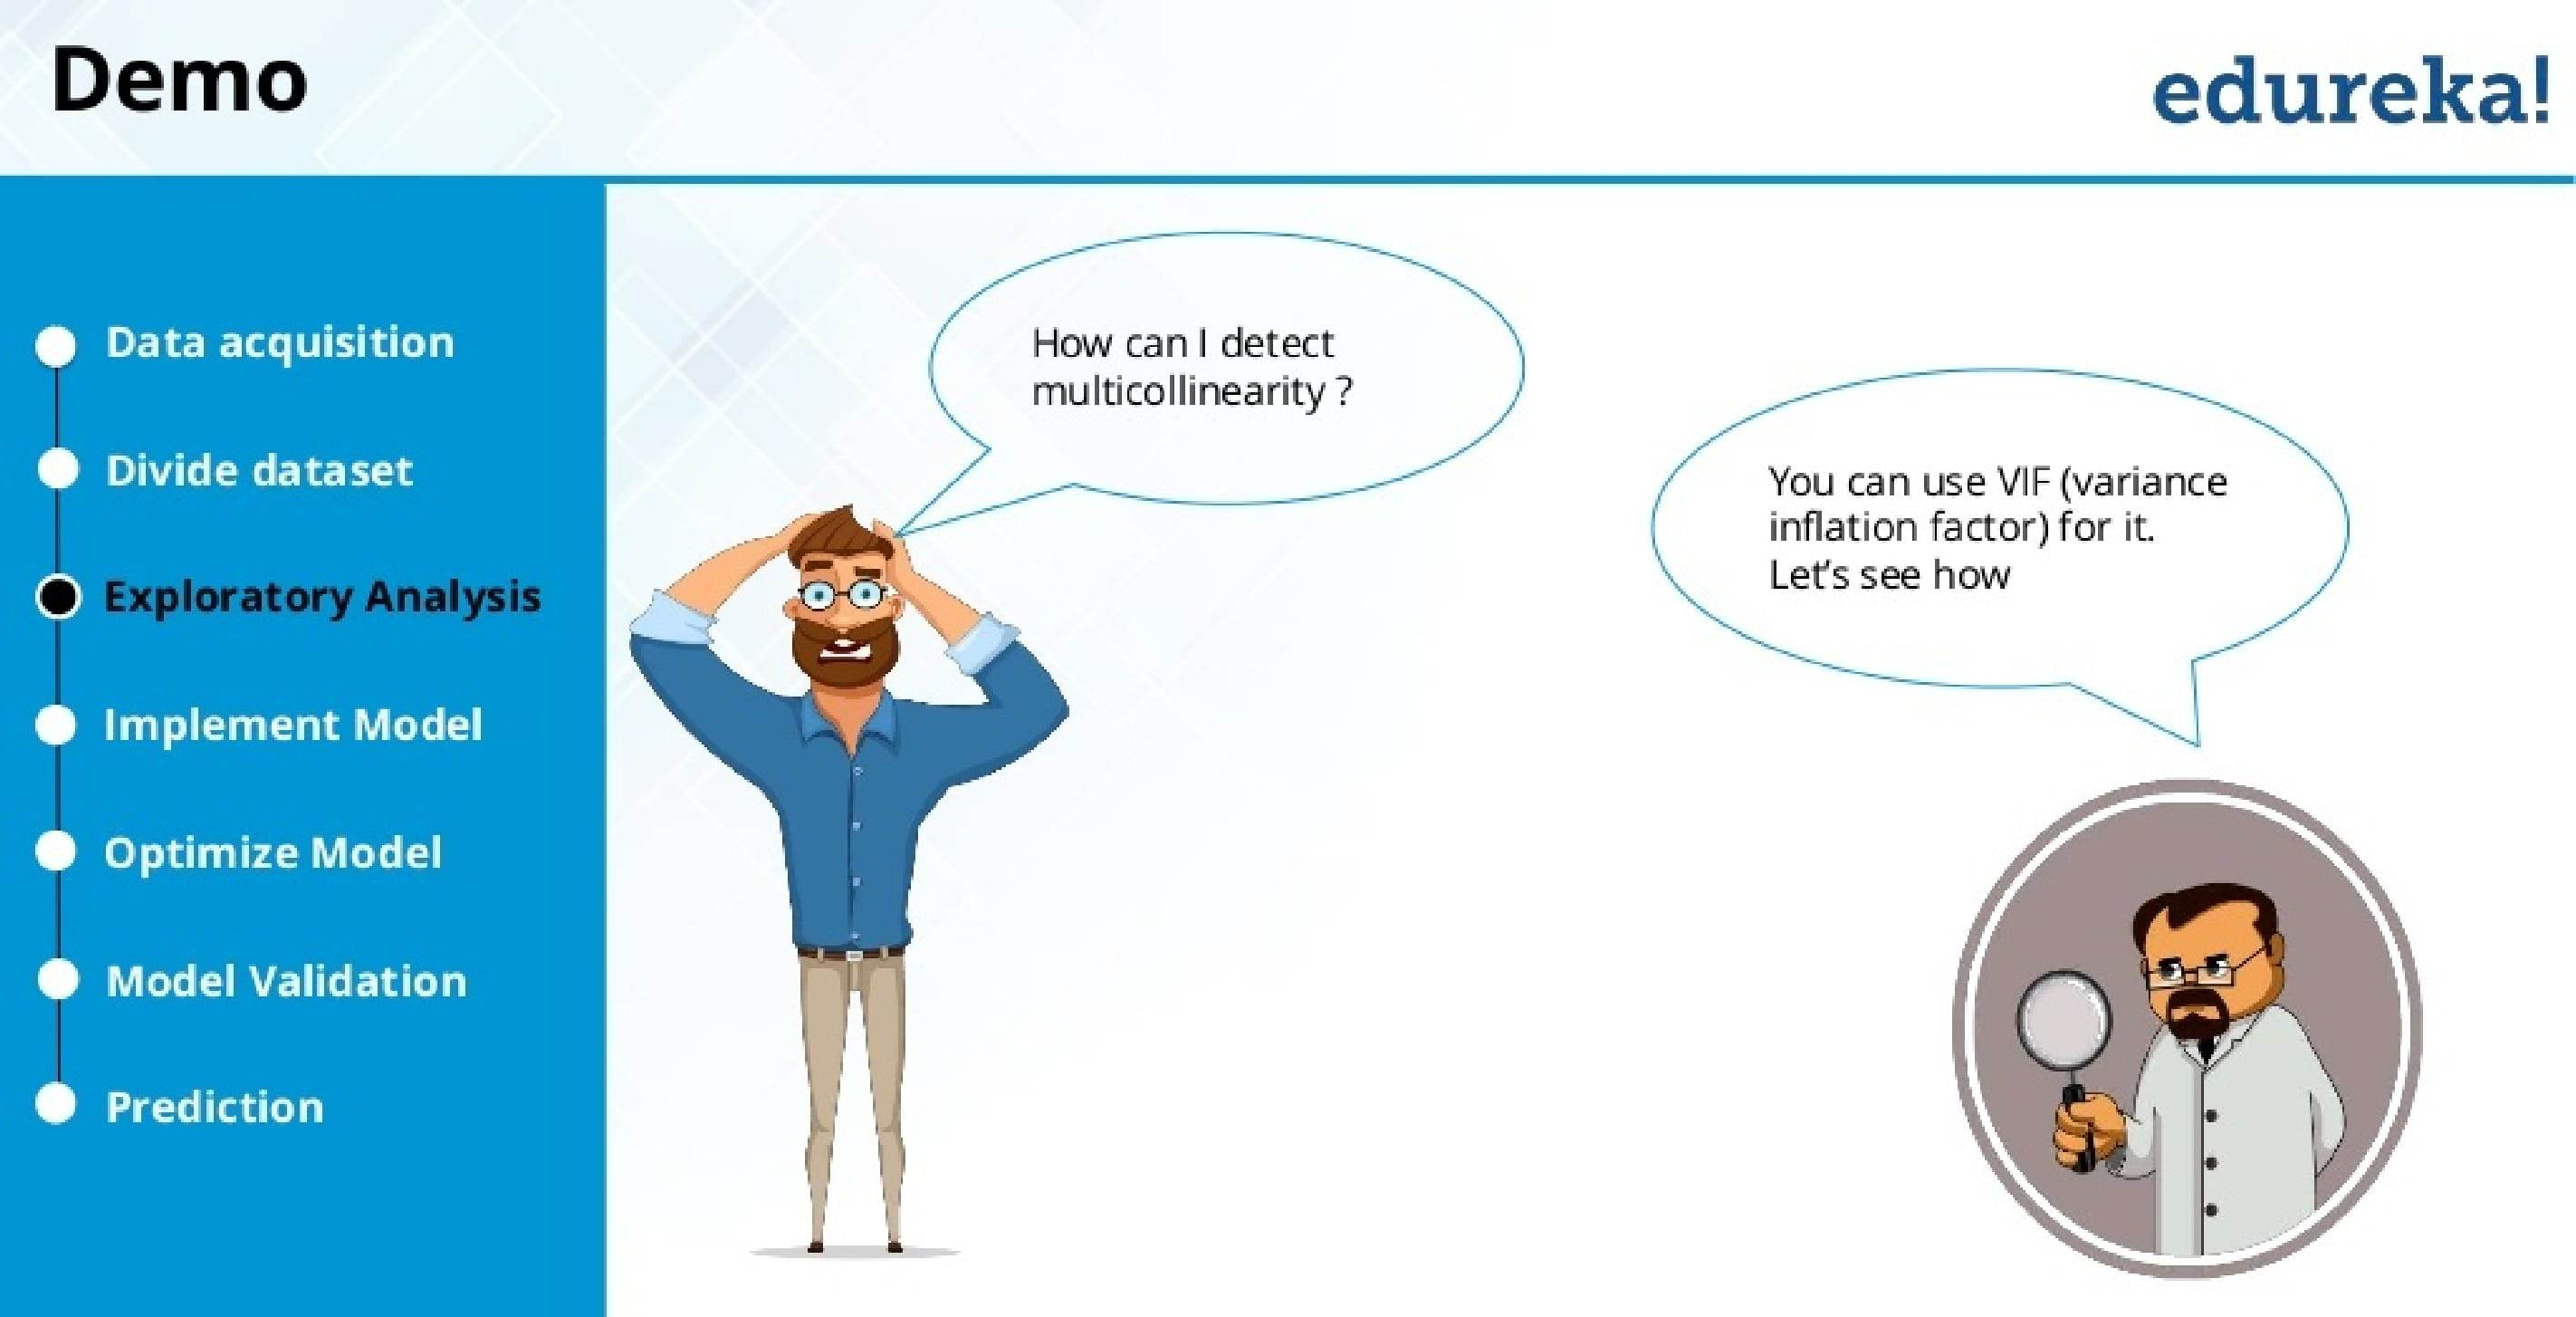 Demo
edureka!
Data acquisition
Divide dataset
Exploratory Analysis
Implement Model
Optimize Model
Model Validation
Prediction
How can I detect
multicollinearity ?
You can use VIF (variance
inflation factor) for it.
Let's see how